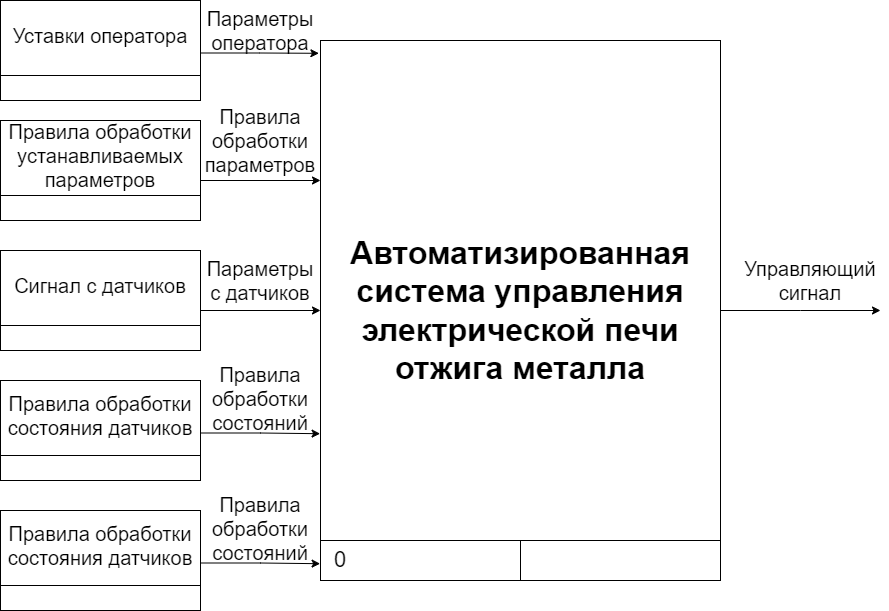 Уставки оператора
Параметры
оператора
Правила обработки
устанавливаемых
параметров
Правила
обработки
параметров
Сигнал с датчиков
Параметры
с датчиков
Правила обработки
состояния датчиков
Правила
обработки
состояний
Правила обработки
состояния датчиков
Правила
обработки
состояний
Автоматизированная
система управления
электрической печи
отжига металла
0
Управляющий
сигнал